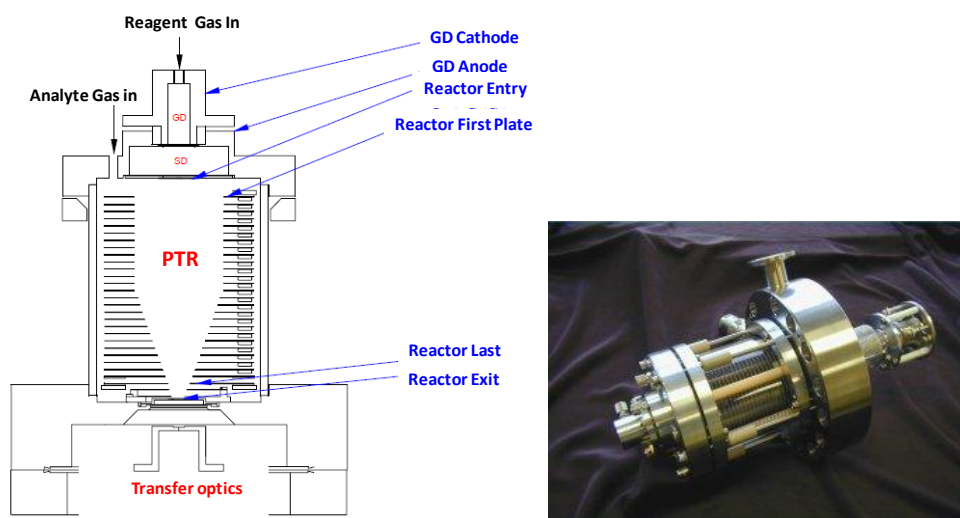 Reagent Gas In
GD Cathode
GD Anode
Analyte Gas in
Reactor Entry
Reactor First Plate
GD
SD
PTR
Reactor Last
Reactor Exit
Transfer optics